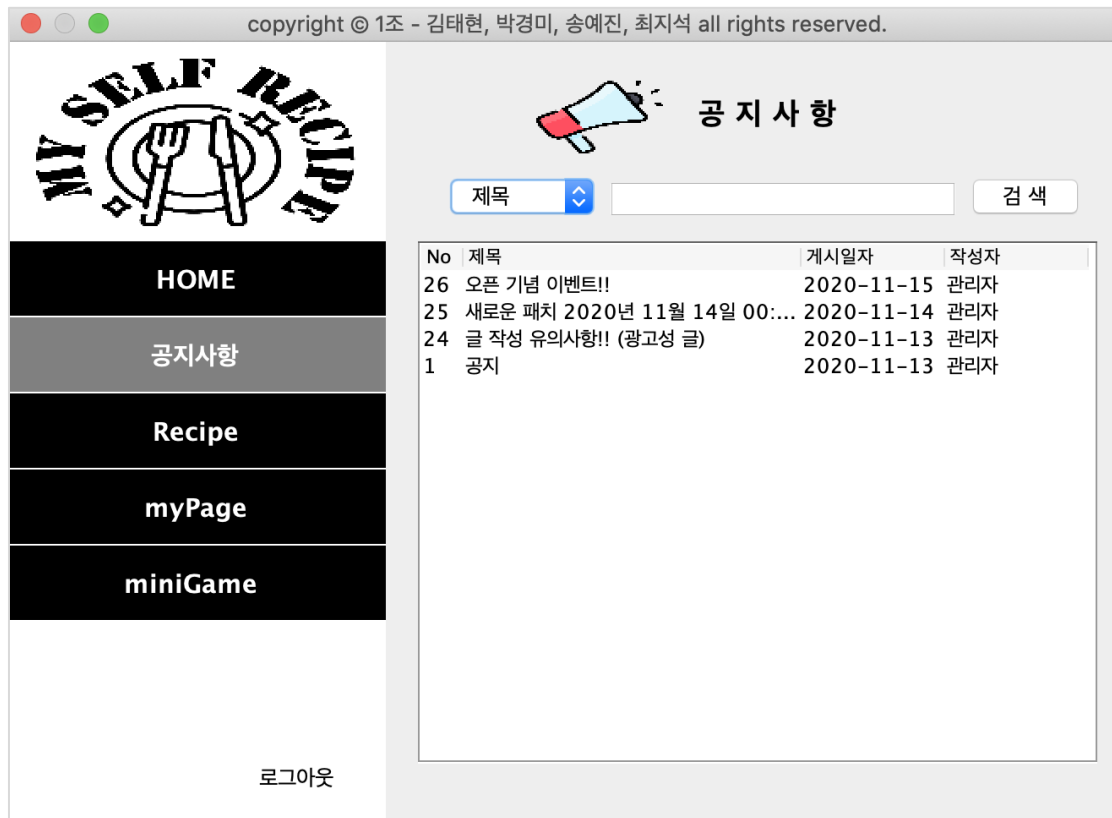 copyright © 1조 - 김태현, 박경미, 송예진, 최지석 all rights reserved.
MY SELF RECIPE
공 지 사 항
제목
검 색
HOME
공지사항
Recipe
myPage
miniGame
로그아웃
No 제목 게시일자 작성자
26 오픈 기념 이벤트!! 2020-11-15 관리자
25 새로운 패치 2020년 11월 14일 00:... 2020-11-14 관리자
24 글 작성 유의사항!! (광고성 글) 2020-11-13 관리자
1 공지 2020-11-13 관리자